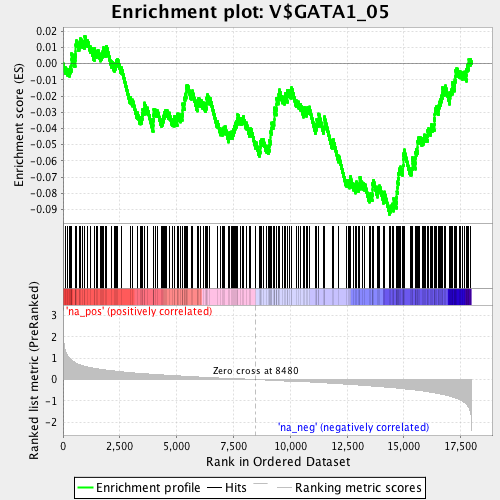 Enrichment plot: V$GATA1_05
Enrichment score (ES)
0.02
0.01
0.00
-0.01
-0.02
-0.03
-0.04
-0.05
-0.06
-0.07
-0.08
-0.09
'na_pos' (positively correlated)
Ranked list metric (PreRanked)
3
2
1
0
-1
-2
Zero cross at 8480
'na_neg' (negatively correlated)
0
2,500
5,000
7,500
10,000
12,500
15,000
17,500
Rank in Ordered Dataset
Enrichment profile
Hits
Ranking metric scores